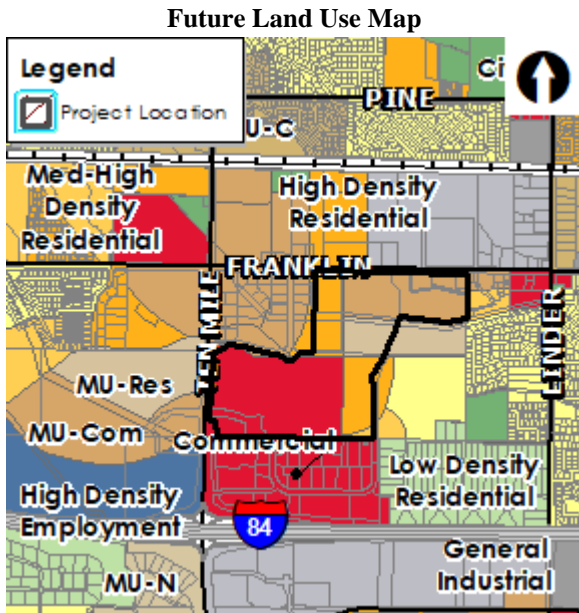 Future Land Use Map
Legend
Project Location
Ci
PINE
U-C
Med-High
Density
Residential
High Density
Residential
FRANKLIN
TEN MILE
LINDER
MU-Res
MU-Com
Commercial
High Density
Employment
Low Density
Residential
84
General
Industrial
MU-N